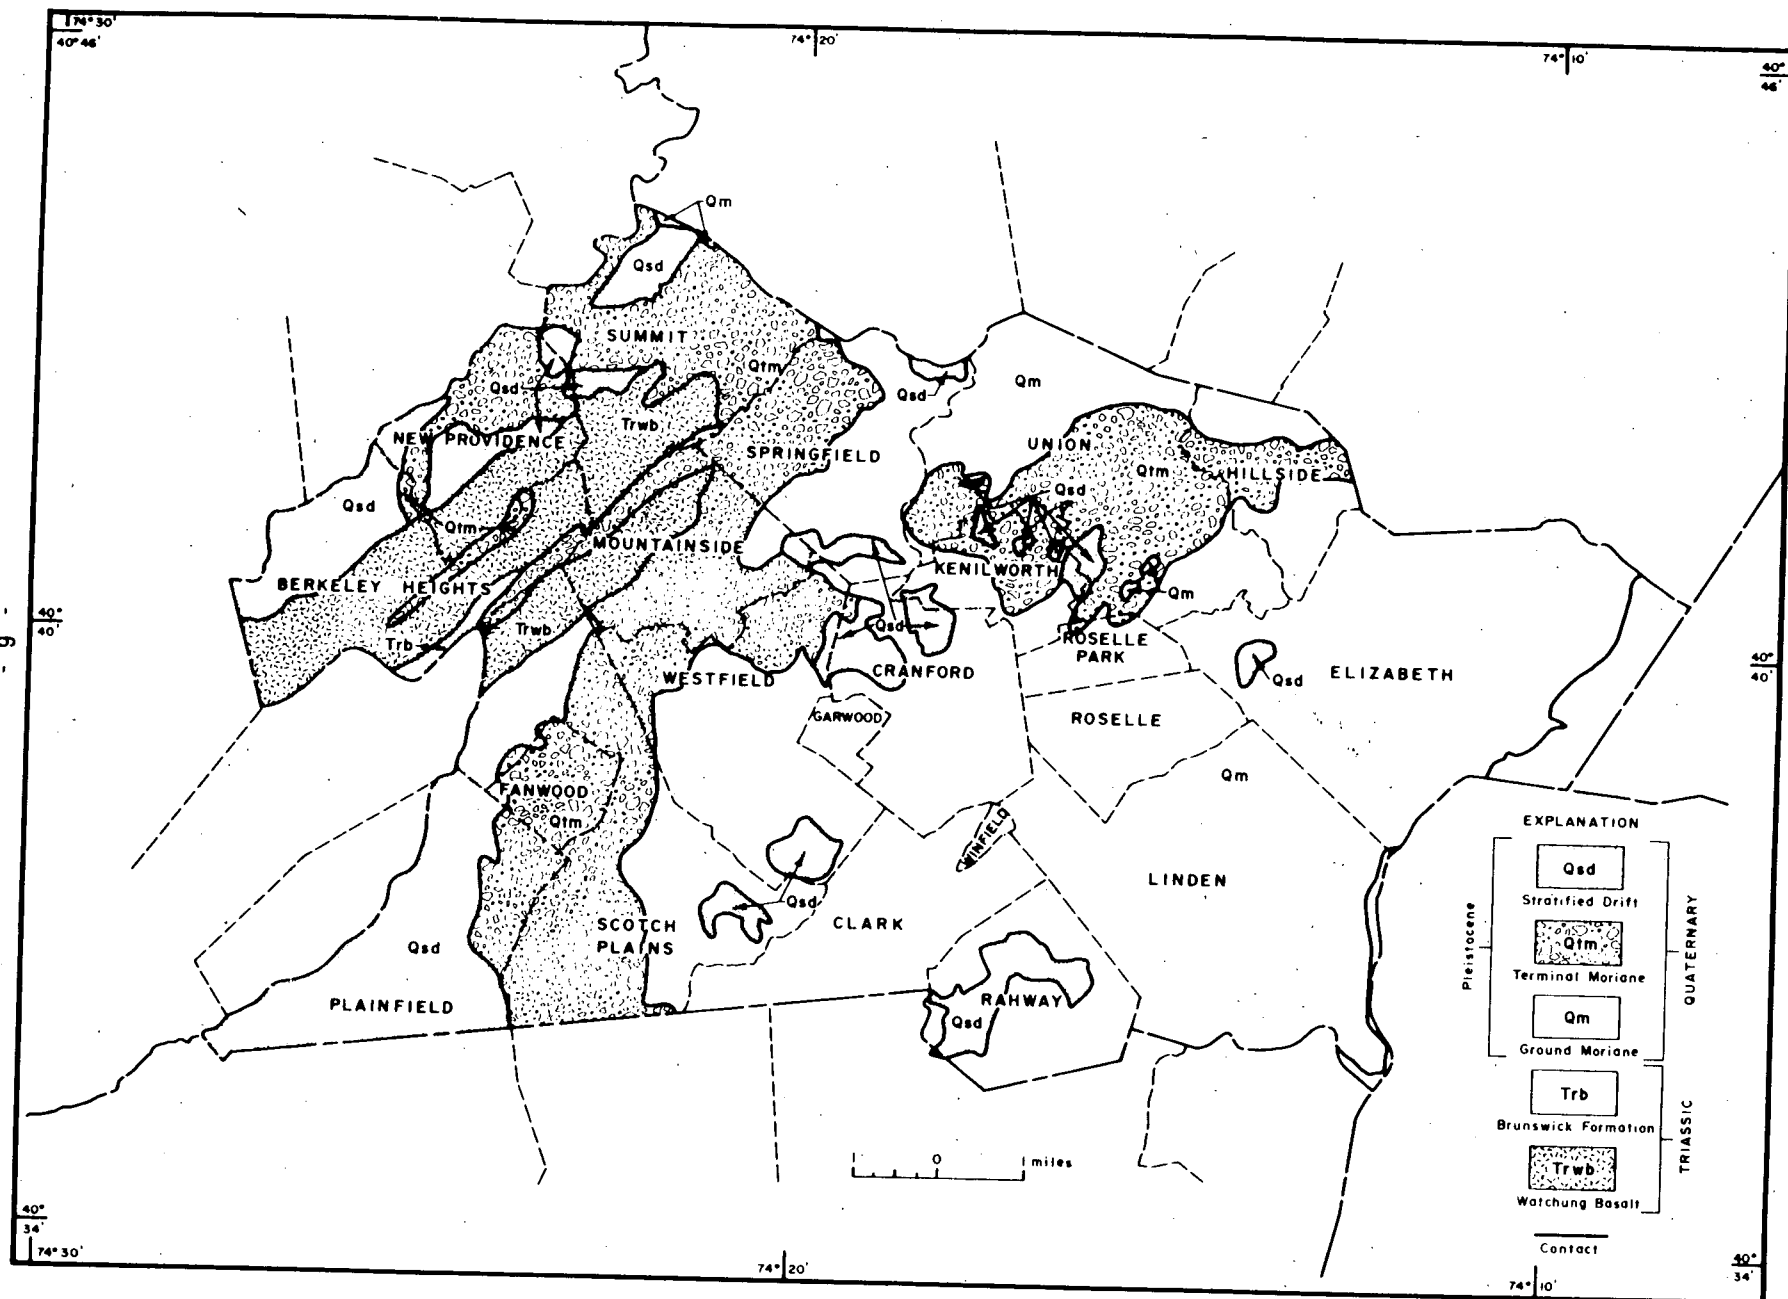 74° 30'
40° 46'
74° 20'
74° 10'
40°
46'
Qm
Qsd
SUMMIT
Qtm
Qsd
Qsd
Qm
Trwb
NEW PROVIDENCE
SPRINGFIELD
UNION
Qtm
HILLSIDE
Qsd
Qsd
Qtm
MOUNTAINSIDE
BERKELEY HEIGHTS
KENILWORTH
Qm
40°
Trb
Trwb
Qsd
ROSELLE
PARK
WESTFIELD
CRANFORD
Qsd
ELIZABETH
40°
40'
GARWOOD
ROSELLE
Qm
FANWOOD
Qtm
WINFIELD
LINDEN
Qsd
SCOTCH
PLAINS
CLARK
Qsd
PLAINFIELD
RAHWAY
Qsd
EXPLANATION
Qsd
Stratified Drift
Qtm
Terminal Moriane
Qm
Ground Moriane
Pleistocene
QUATERNARY
Trb
Brunswick Formation
Trwb
Watchung Basalt
TRIASSIC
Contact
1 0 1 miles
40°
34'
74° 30'
74° 20'
74° 10'
40°
34'
- 9 -